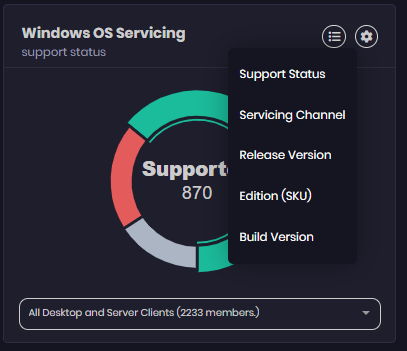 Windows OS Servicing
support status
Support Status
Servicing Channel
Release Version
Edition (SKU)
Build Version
870
All Desktop and Server Clients (2233 members.)